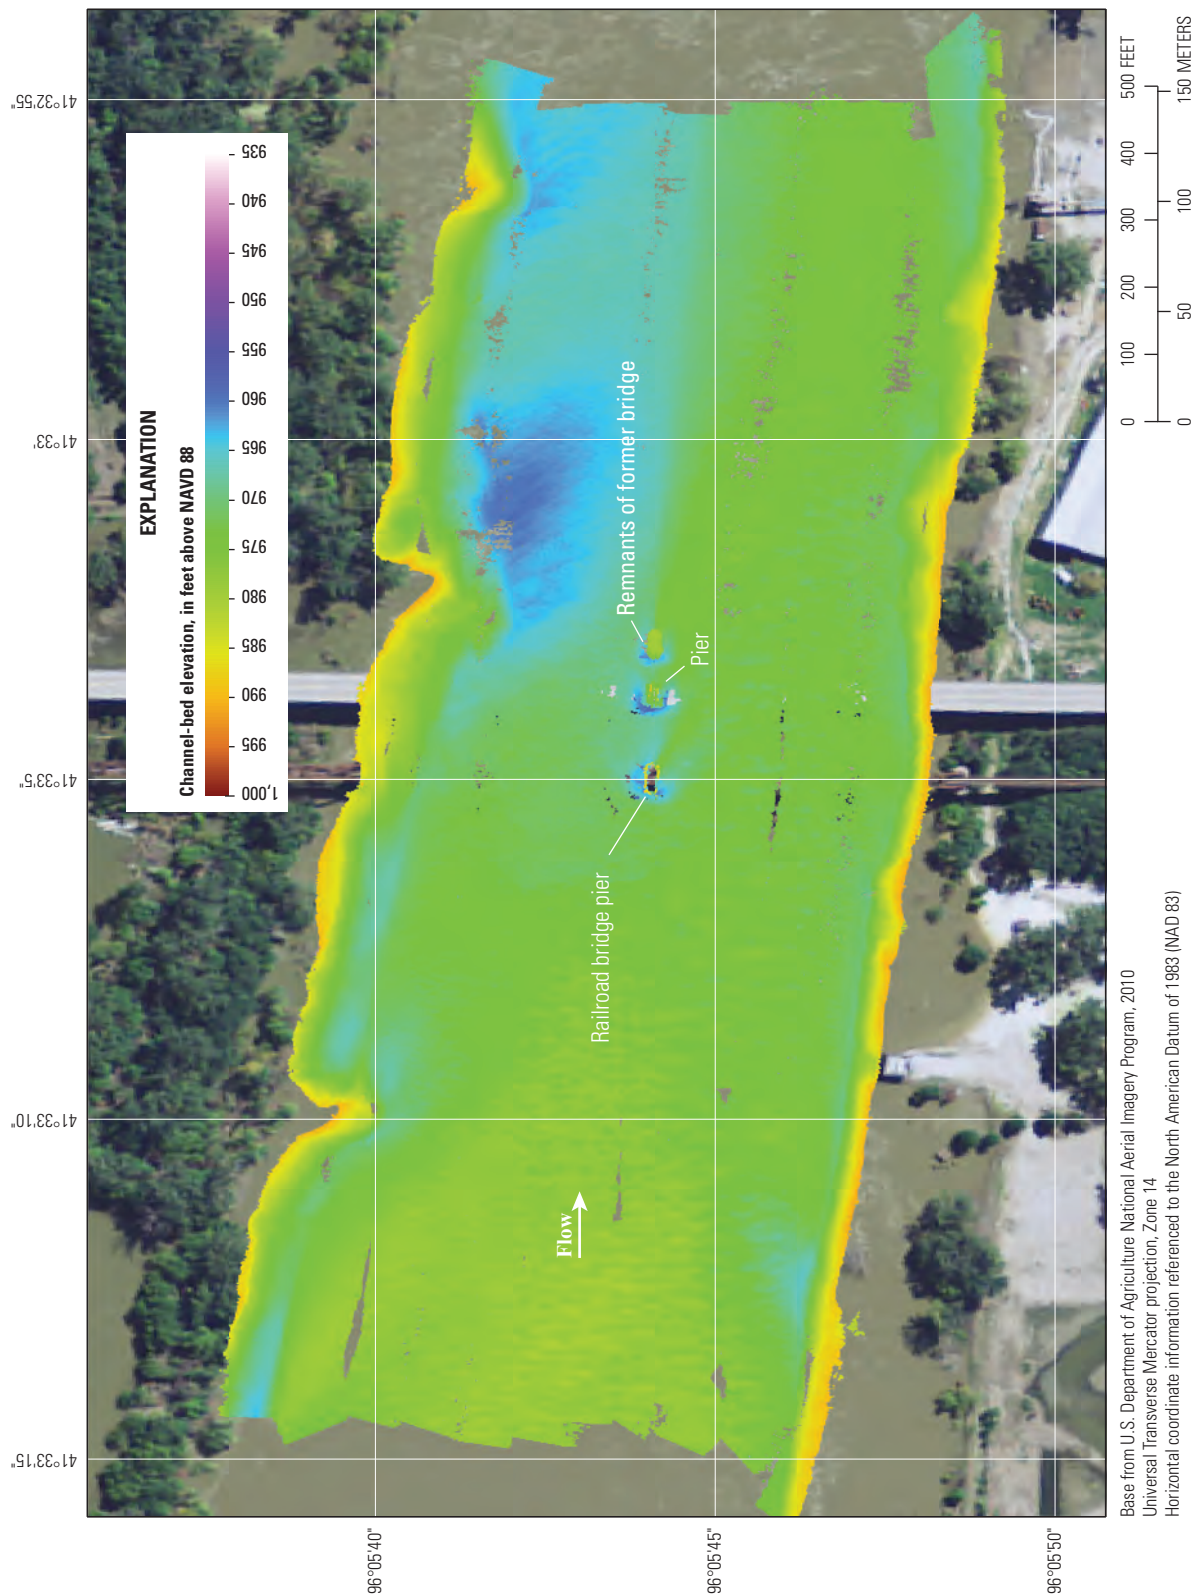 41°33'15"
41°33'10"
41°33'5"
41°33'
41°32'55"
EXPLANATION
Channel-bed elevation, in feet above NAVD 88
1,000
995
990
985
980
975
970
965
960
955
950
945
940
935
96°05'40"
96°05'45"
96°05'50"
Flow
Railroad bridge pier
Pier
Remnants of former bridge
0 100 200 300 400 500 FEET
0 50 100 150 METERS
Base from U.S. Department of Agriculture National Aerial Imagery Program, 2010
Universal Transverse Mercator projection, Zone 14
Horizontal coordinate information referenced to the North American Datum of 1983 (NAD 83)